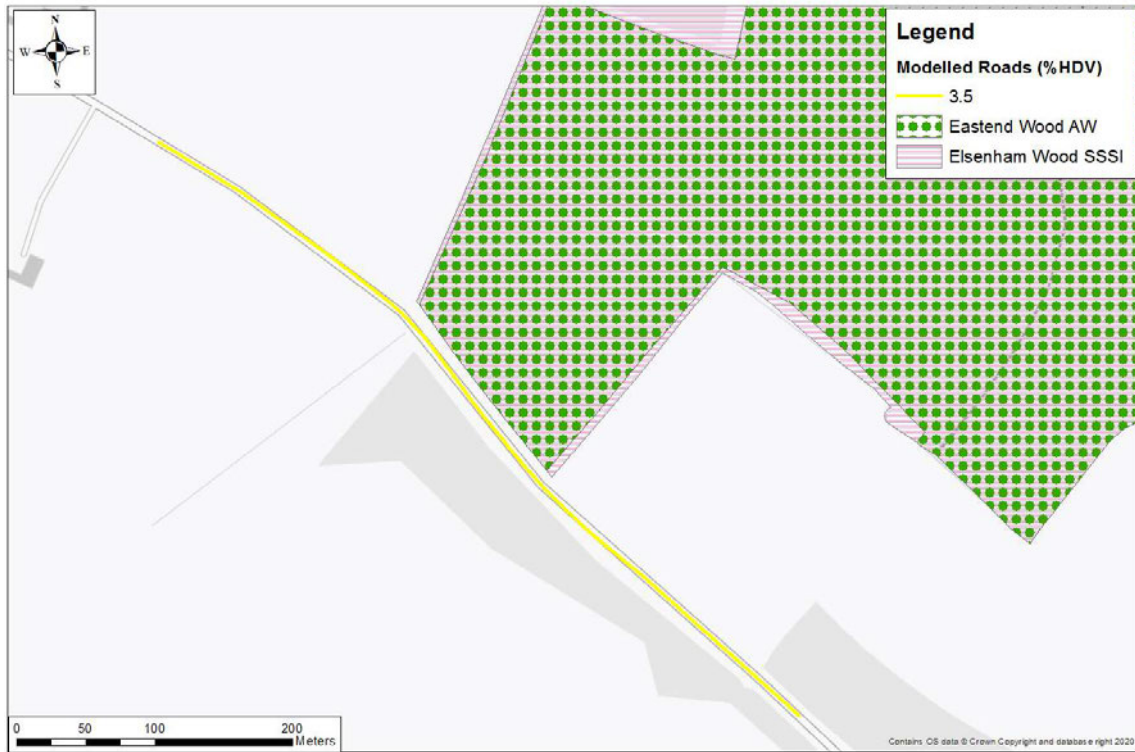 N
W E
S
Legend
Modelled Roads (%HDV)
3.5
Eastend Wood AW
Elsenham Wood SSSI
0 50 100 200
Meters
Contains OS data © Crown Copyright and database right 2020